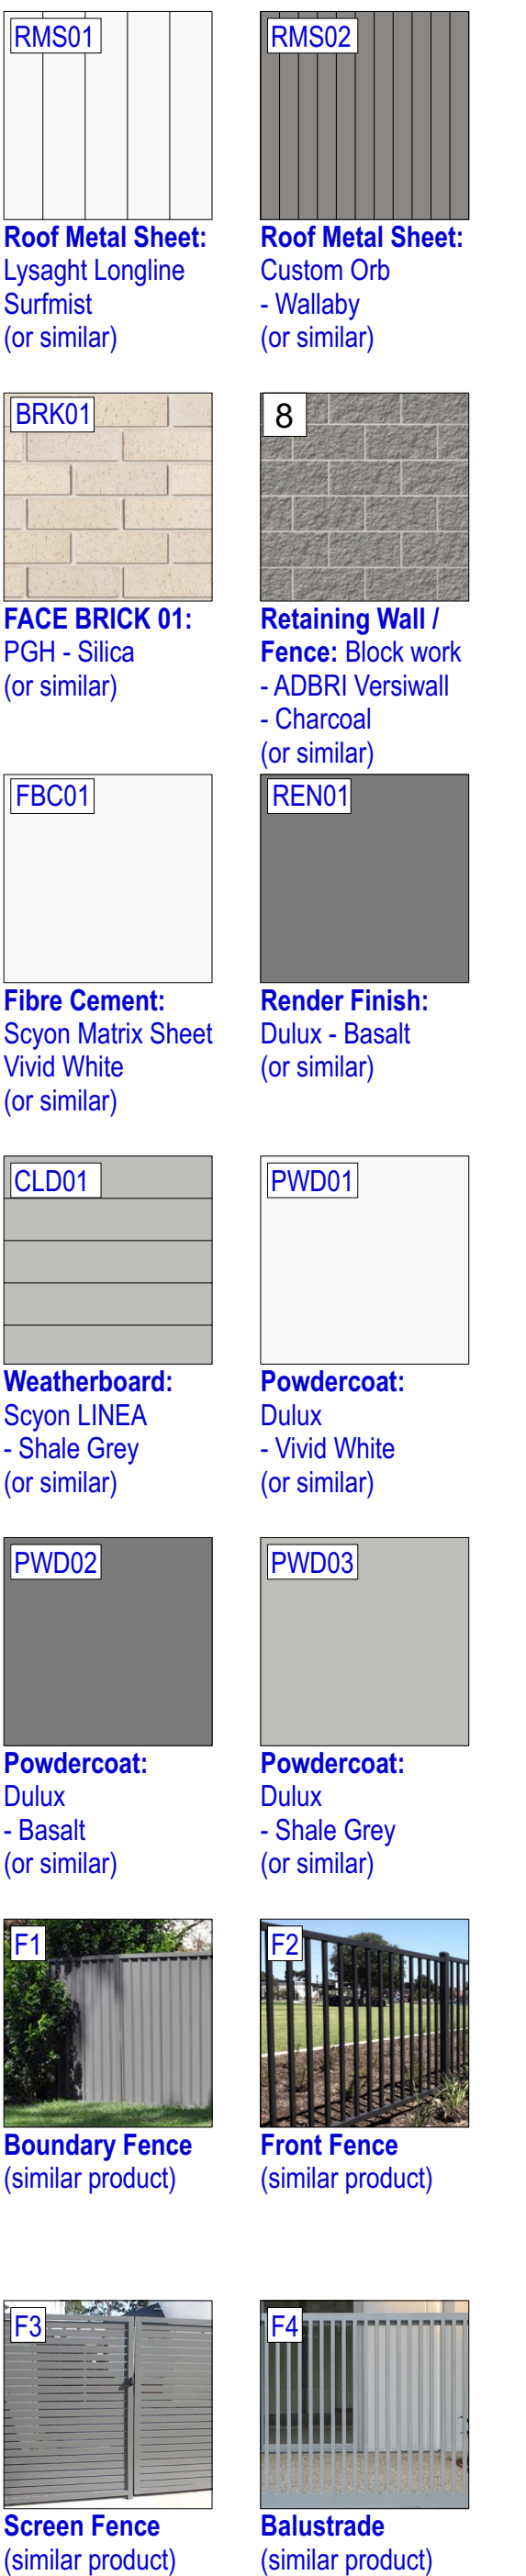 RMS01
Roof Metal Sheet:
Lysaght Longline
Surfmist
(or similar)
RMS02
Roof Metal Sheet:
Custom Orb
- Wallaby
(or similar)
BRK01
FACE BRICK 01:
PGH - Silica
(or similar)
8
Retaining Wall /
Fence: Block work
- ADBRI Versiwall
- Charcoal
(or similar)
FBC01
Fibre Cement:
Scyon Matrix Sheet
Vivid White
(or similar)
REN01
Render Finish:
Dulux - Basalt
(or similar)
CLD01
Weatherboard:
Scyon LINEA
- Shale Grey
(or similar)
PWD01
Powdercoat:
Dulux
- Vivid White
(or similar)
PWD02
Powdercoat:
Dulux
- Basalt
(or similar)
PWD03
Powdercoat:
Dulux
- Shale Grey
(or similar)
F1
Boundary Fence
(similar product)
F2
Front Fence
(similar product)
F3
Screen Fence
(similar product)
F4
Balustrade
(similar product)